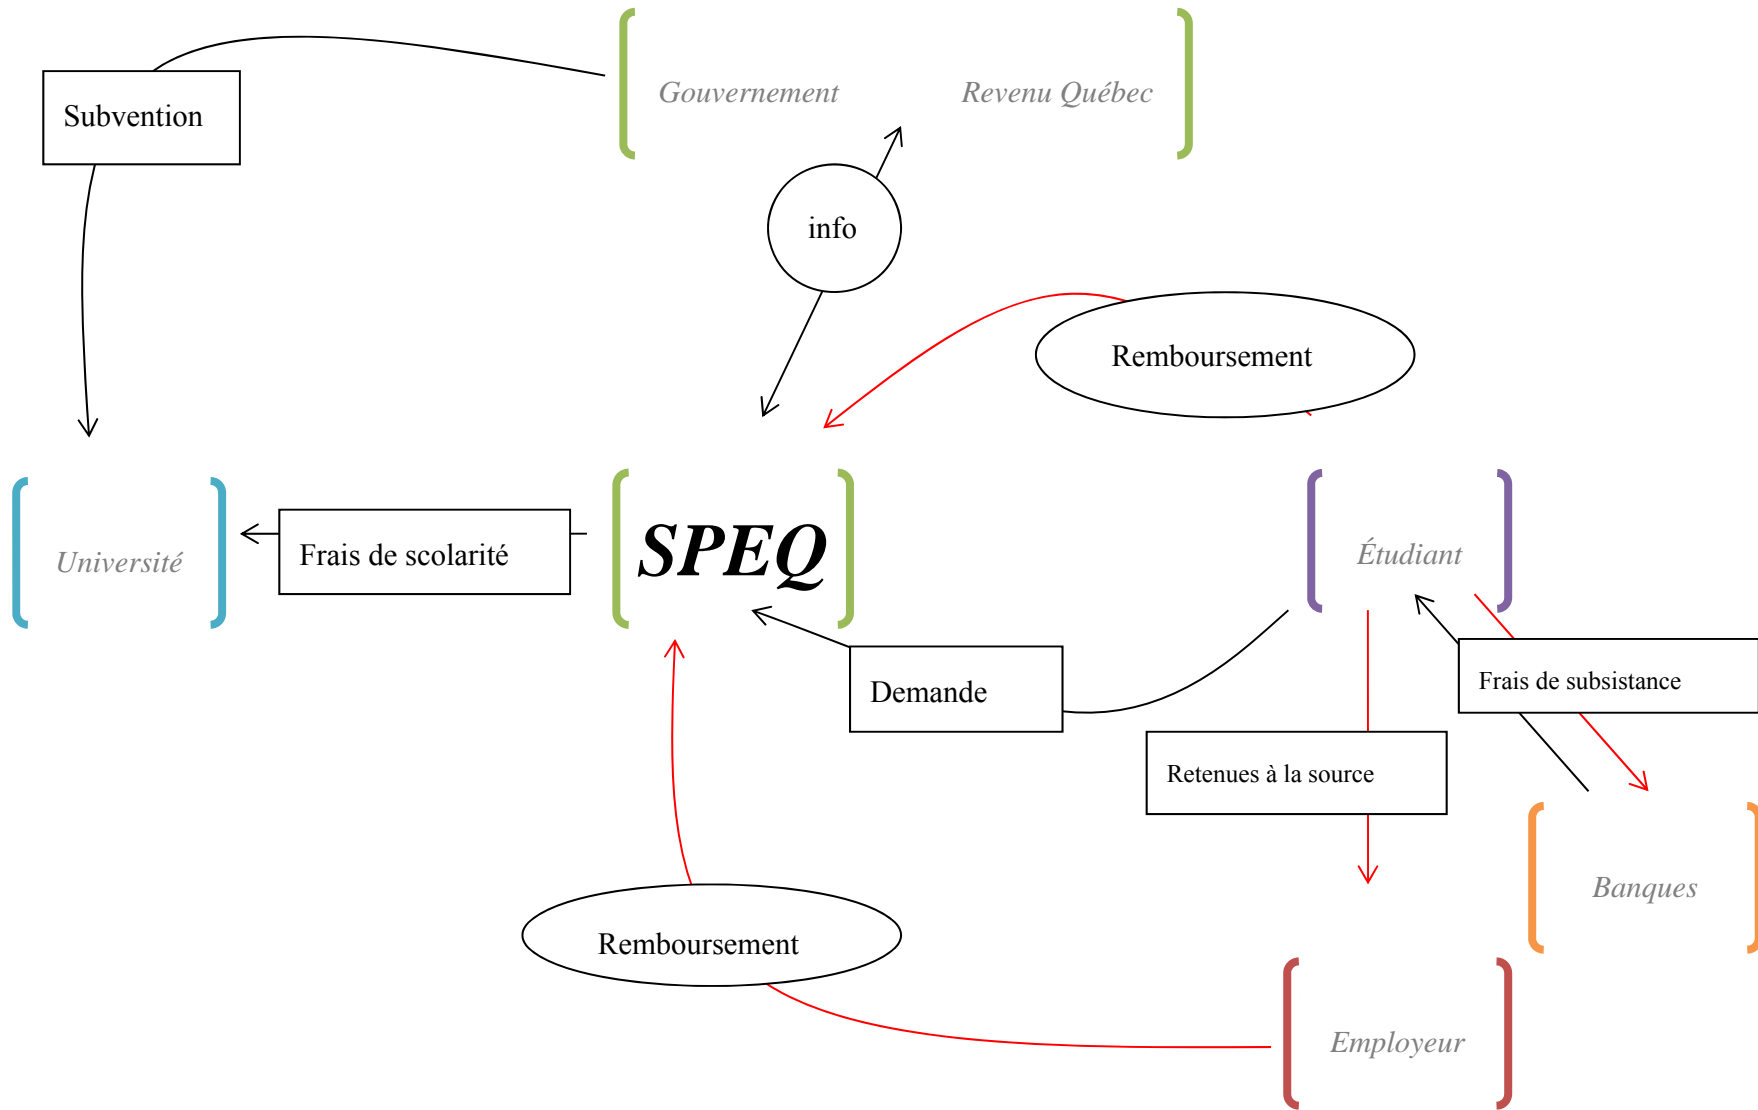 Gouvernement
Revenu Québec
Subvention
info
Remboursement
Université
Frais de scolarité
SPEQ
Étudiant
Demande
Frais de subsistance
Retenues à la source
Banques
Remboursement
Employeur